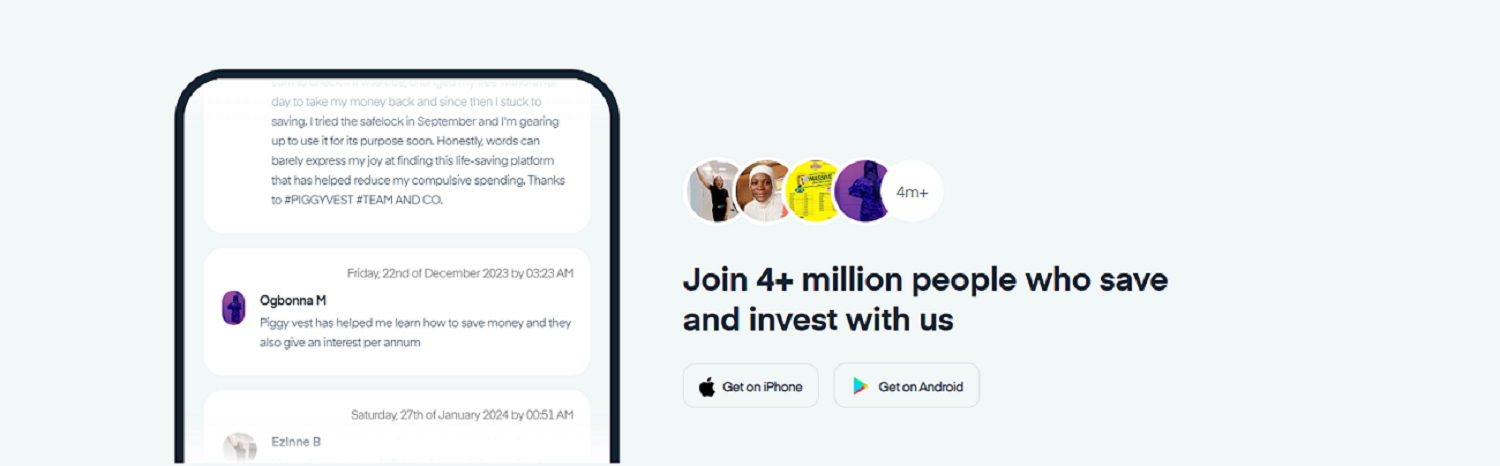 day to take my money back and since then I stuck to
saving, I tried the safelock in September and I'm gearing
up to use it for its purpose soon. Honestly, words can
barely express my joy at finding this life-saving platform
that has helped reduce my compulsive spending. Thanks
to #PIGGYVEST #TEAM AND CO.
Friday, 22nd of December 2023 by 03:23 AM
Ogbonna M
Piggy vest has helped me learn how to save money and they
also give an interest per annum
Saturday, 27th of January 2024 by 00:51 AM
Ezinne B
4m+
Join 4+ million people who save
and invest with us
Get on iPhone
Get on Android